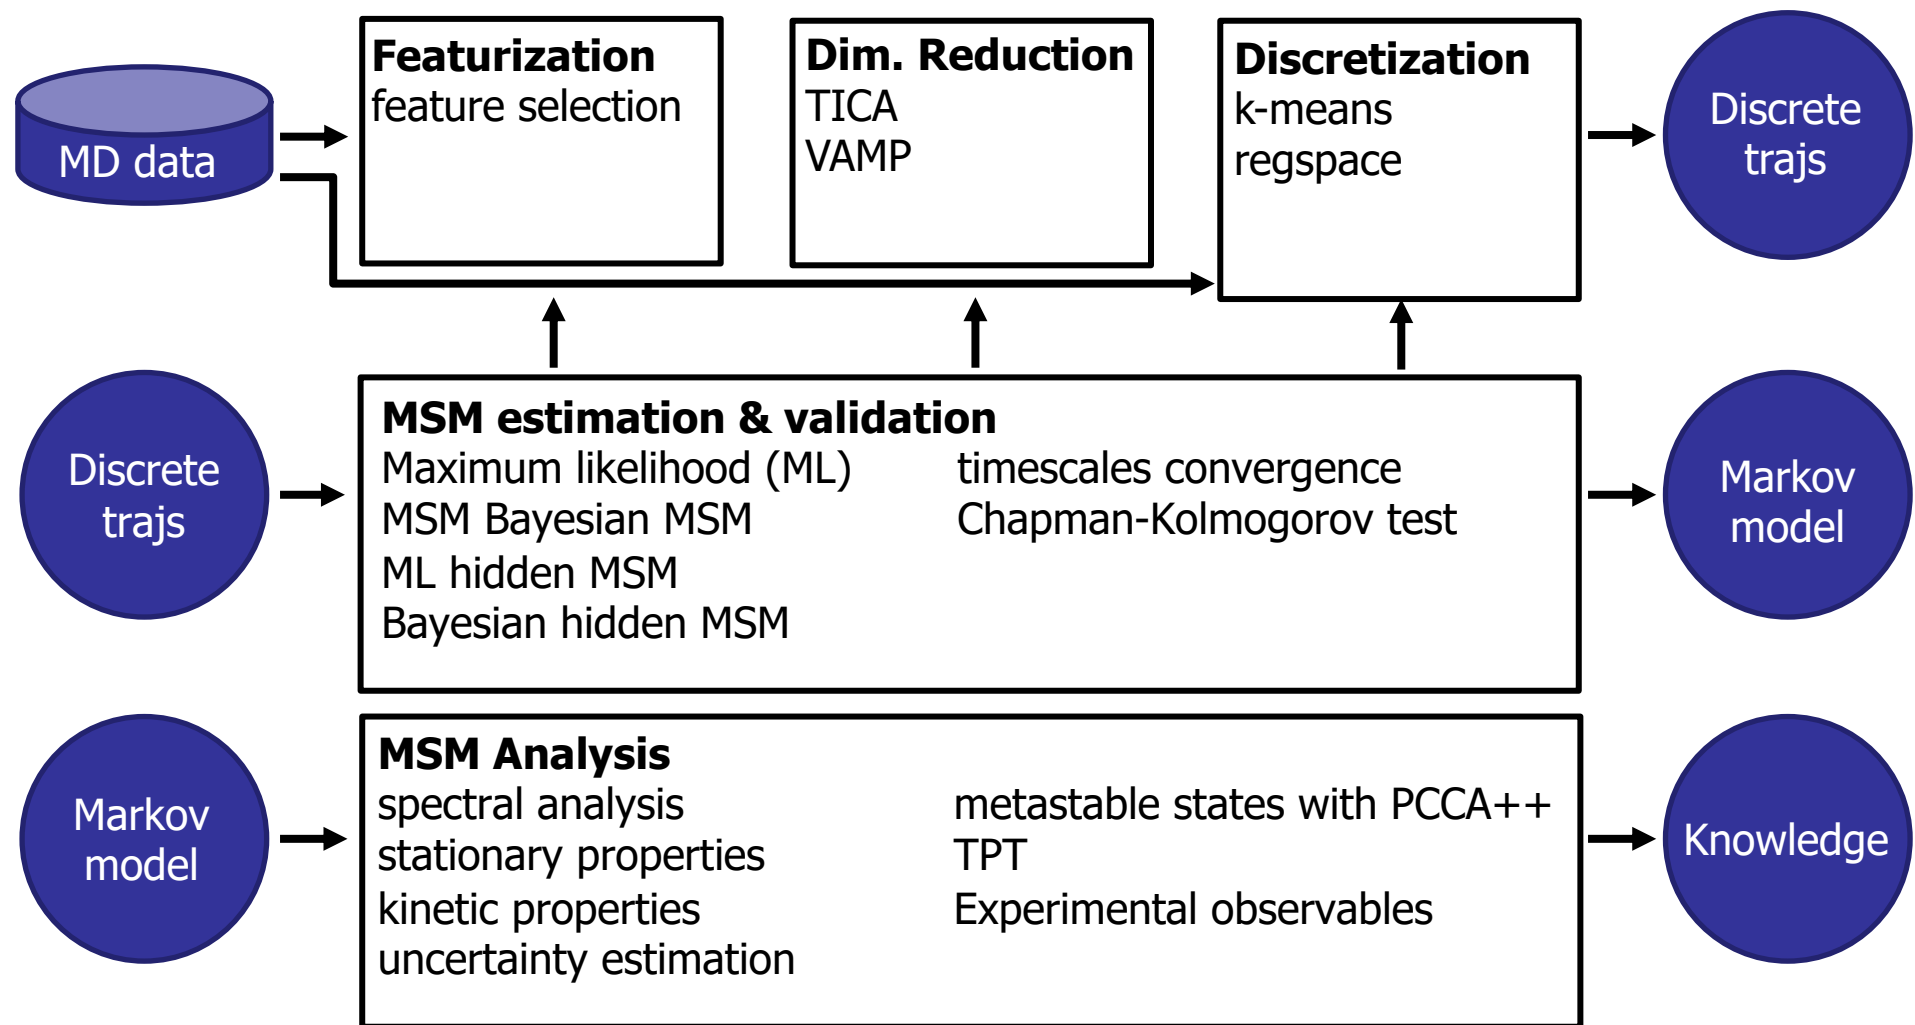 MD data
Featurization
feature selection
Dim. Reduction
TICA
VAMP
Discretization
k-means
regspace
Discrete
trajs
Discrete
trajs
MSM estimation & validation
Maximum likelihood (ML)
MSM Bayesian MSM
ML hidden MSM
Bayesian hidden MSM
timescales convergence
Chapman-Kolmogorov test
Markov
model
Markov
model
MSM Analysis
spectral analysis
stationary properties
kinetic properties
uncertainty estimation
metastable states with PCCA++
TPT
Experimental observables
Knowledge